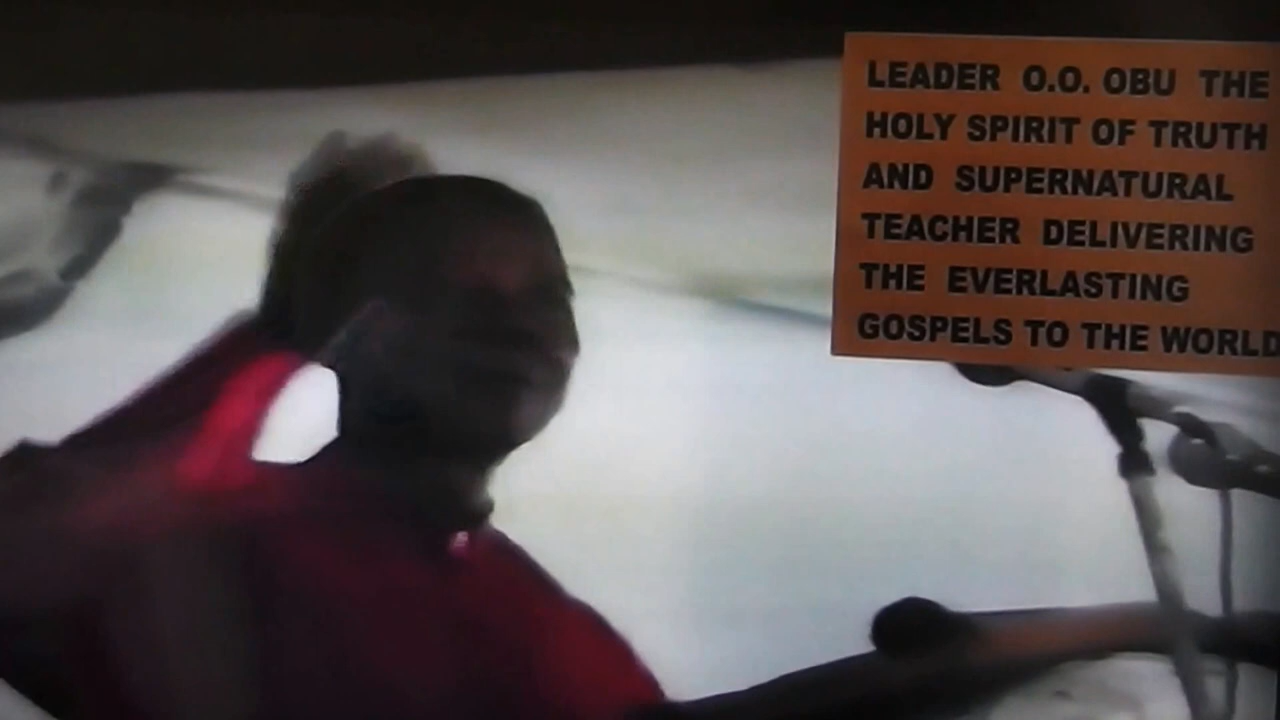 LEADER O.O. OBU THE
HOLY SPIRIT OF TRUTH
AND SUPERNATURAL
TEACHER DELIVERING
THE EVERLASTING
GOSPELS TO THE WORLD